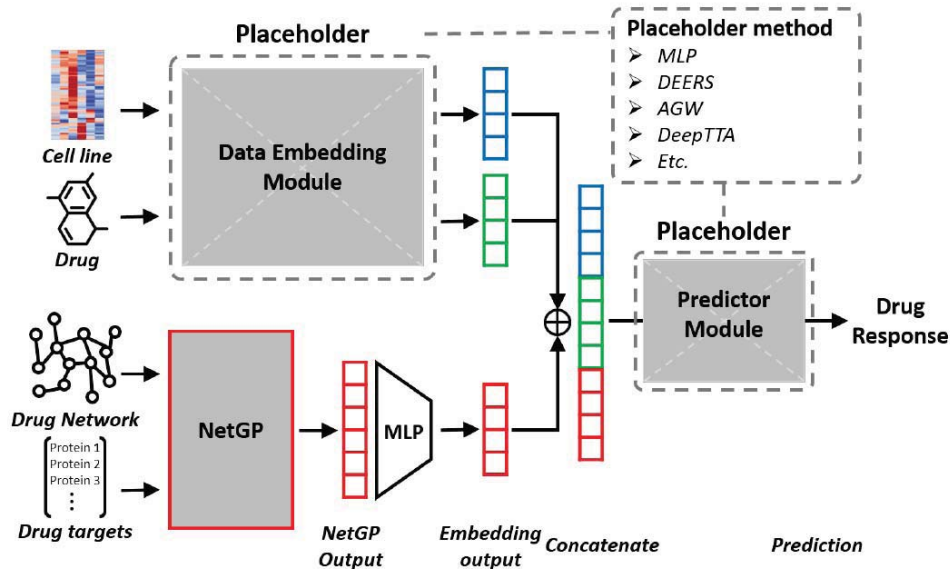 Placeholder
Placeholder method
MLP
DEERS
AGW
DeepTTA
Etc.
Cell line
Data Embedding
Module
Drug
Placeholder
Predictor
Module
Drug
Response
Drug Network
NetGP
MLP
Protein 1
Protein 2
Protein 3
⋮
Drug targets
NetGP
Output
Embedding
output
Concatenate
Prediction